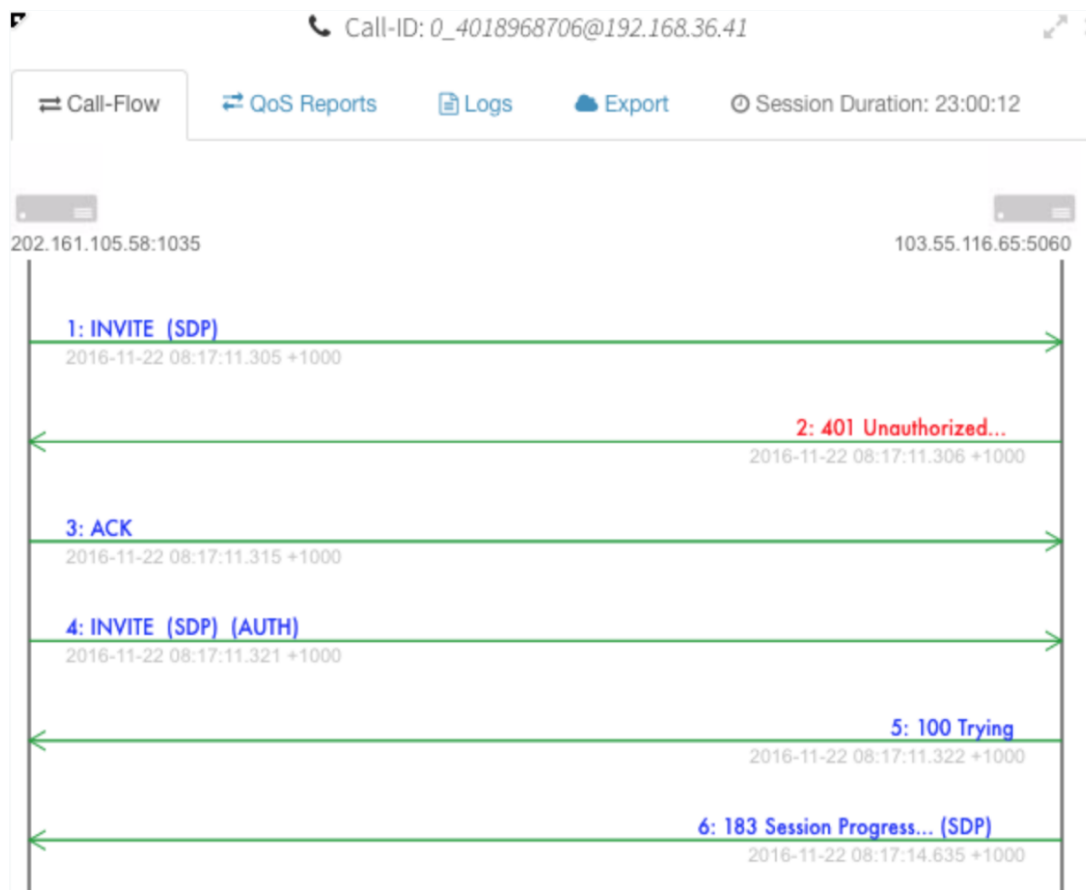 Call-ID: 0_4018968706@192.168.36.41
Call-Flow QoS Reports Logs Export Session Duration: 23:00:12
202.161.105.58:1035 103.55.116.65:5060
1: INVITE (SDP)
2016-11-22 08:17:11.305 +1000
2: 401 Unauthorized...
2016-11-22 08:17:11.306 +1000
3: ACK
2016-11-22 08:17:11.315 +1000
4: INVITE (SDP) (AUTH)
2016-11-22 08:17:11.321 +1000
5: 100 Trying
2016-11-22 08:17:11.322 +1000
6: 183 Session Progress... (SDP)
2016-11-22 08:17:14.635 +1000